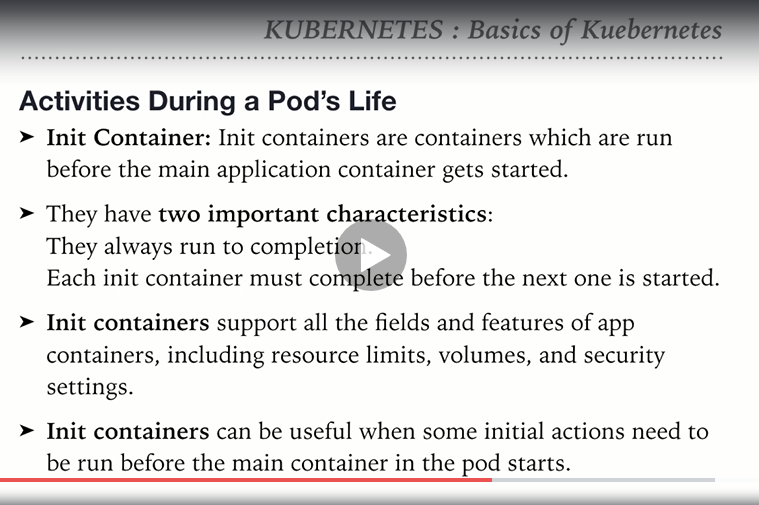 KUBERNETES : Basics of Kuebernetes
Activities During a Pod’s Life
➤ Init Container: Init containers are containers which are run
before the main application container gets started.
➤ They have two important characteristics:
They always run to completion.
Each init container must complete before the next one is started.
➤ Init containers support all the fields and features of app
containers, including resource limits, volumes, and security
settings.
➤ Init containers can be useful when some initial actions need to
be run before the main container in the pod starts.